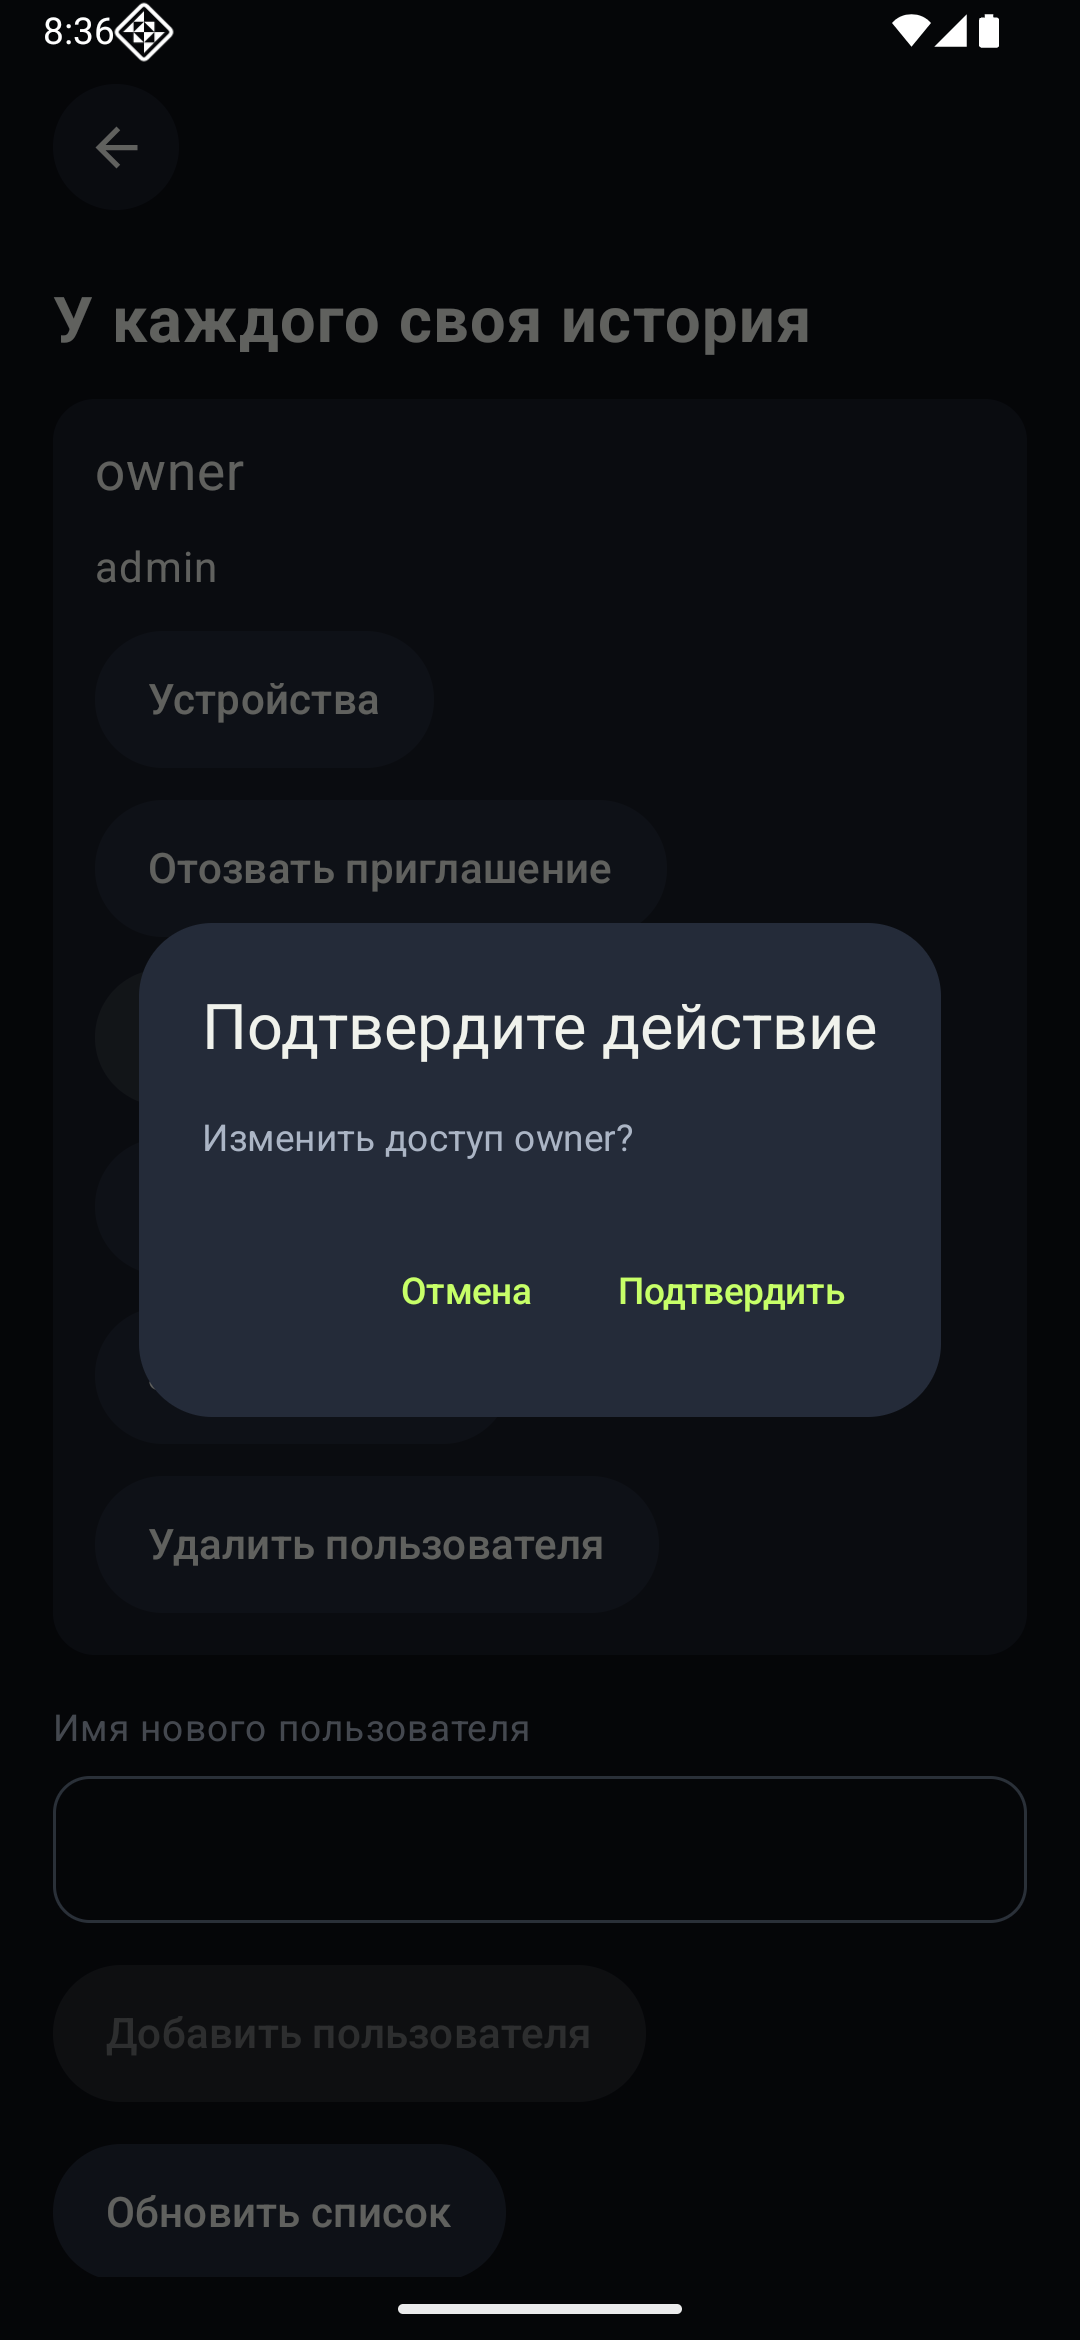 8:36
У каждого своя история
owner
admin
Устройства
Отозвать приглашение
Подтвердите действие
Изменить доступ owner?
Отмена
Подтвердить
Удалить пользователя
Имя нового пользователя
Добавить пользователя
Обновить список